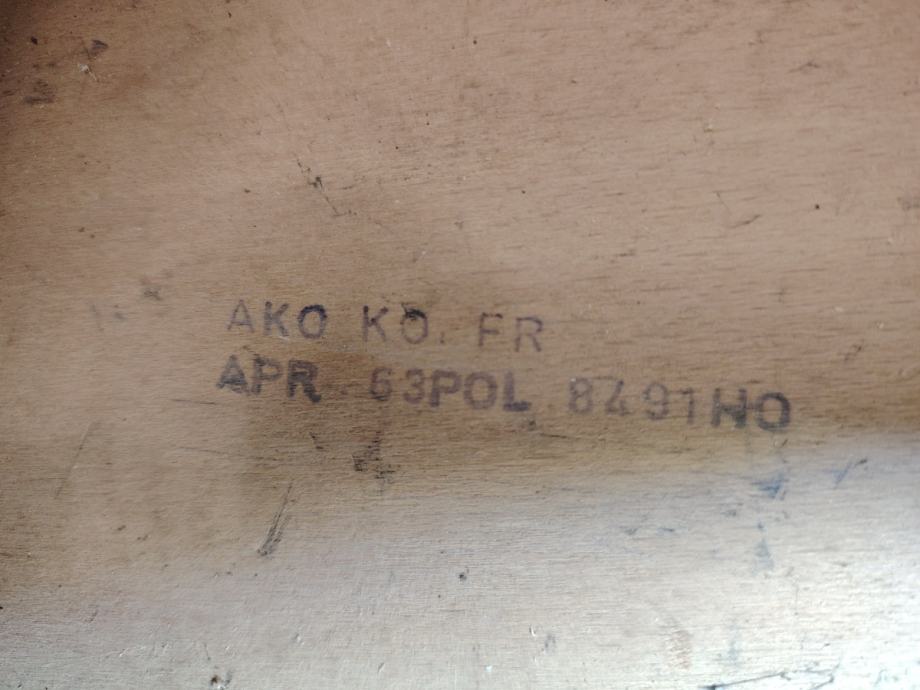 AKO KO. FR
APR 63POL 8491HO